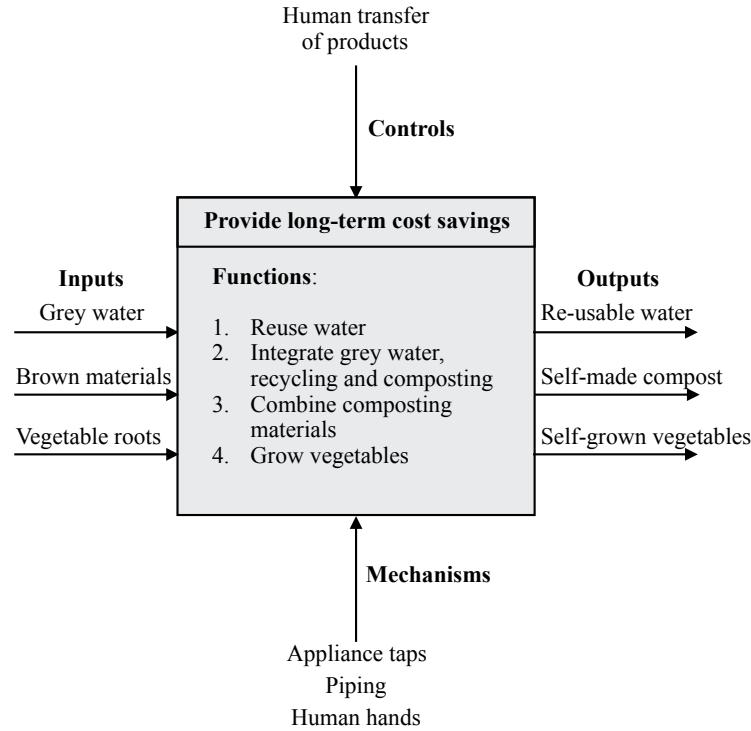 Human transfer
of products
Controls
Provide long-term cost savings
Inputs
Grey water
Brown materials
Vegetable roots
Functions:
1. Reuse water
2. Integrate grey water,
recycling and composting
3. Combine composting
materials
4. Grow vegetables
Outputs
Re-usable water
Self-made compost
Self-grown vegetables
Mechanisms
Appliance taps
Piping
Human hands